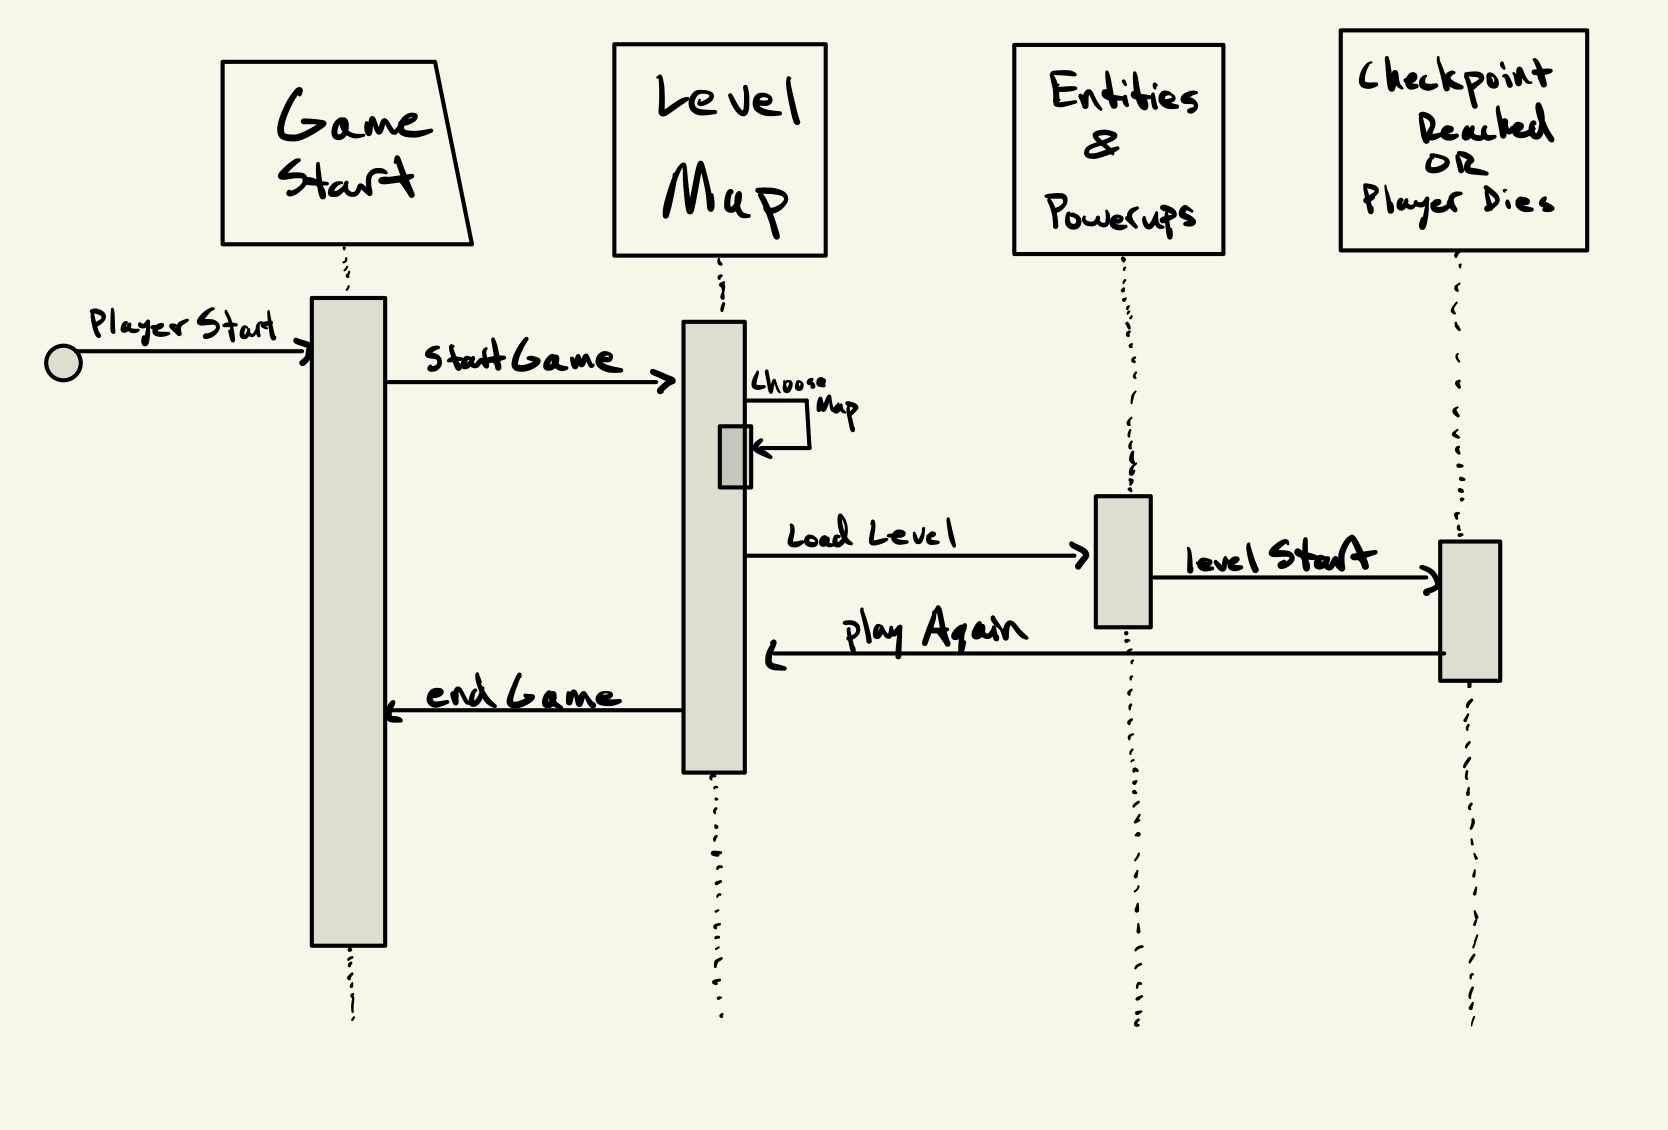 Game
Start
Level
Map
Entities
&
Powerups
Checkpoint
Reached
OR
Player Dies
Player Start
start Game
Choose
Map
Load Level
level Start
play Again
end Game